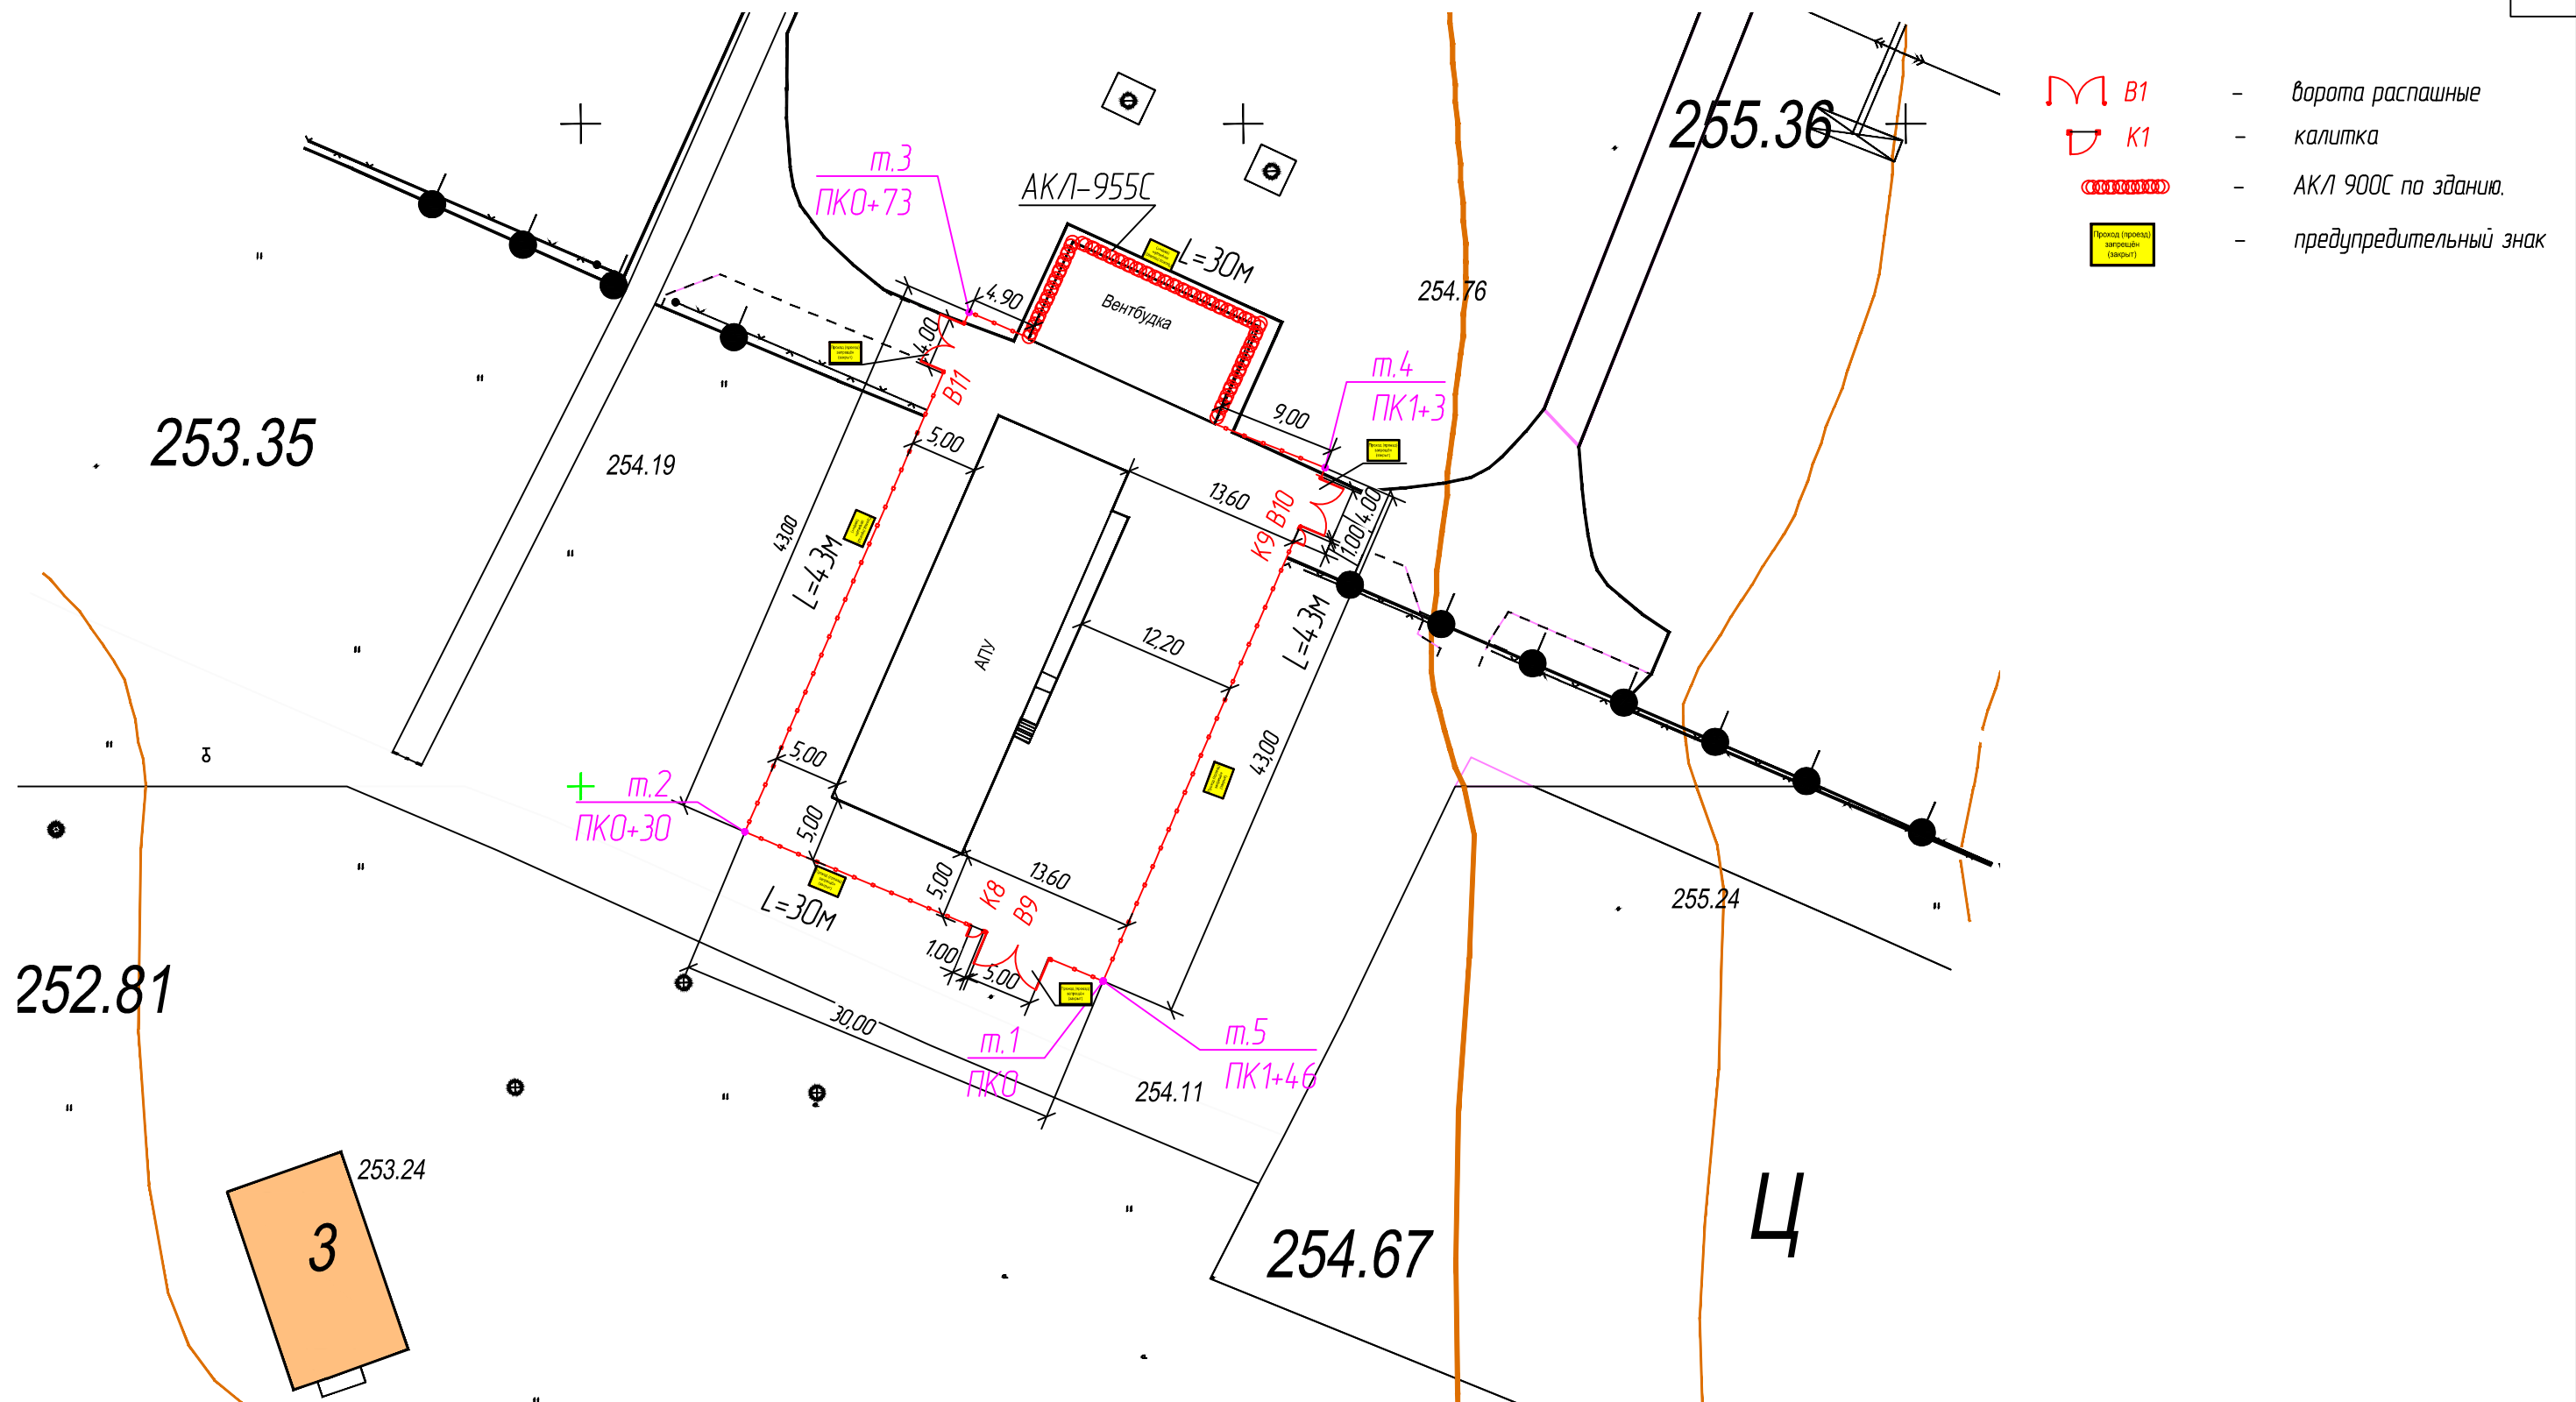 В1 – ворота распашные
К1 – калитка
АКЛ 900С по зданию.
Проход (проезд)
запрещён
(закрыт)
– предупредительный знак
255.36
т.3
ПК0+73
АКЛ-955С
L=30м
4.90
Вентбудка
254.76
4.00
В11
т.4
ПК1+3
9,00
253.35
254.19
5,00
13,60
В10
К9
4.00
1.00
43,00
L=43м
L=43м
АПУ
12,20
43,00
5,00
т.2
ПК0+30
5,00
5,00
13,60
К8
В9
L=30м
1.00
5.00
255.24
252.81
30,00
т.1
ПК0
т.5
ПК1+46
254.11
253.24
3
254.67
Ц